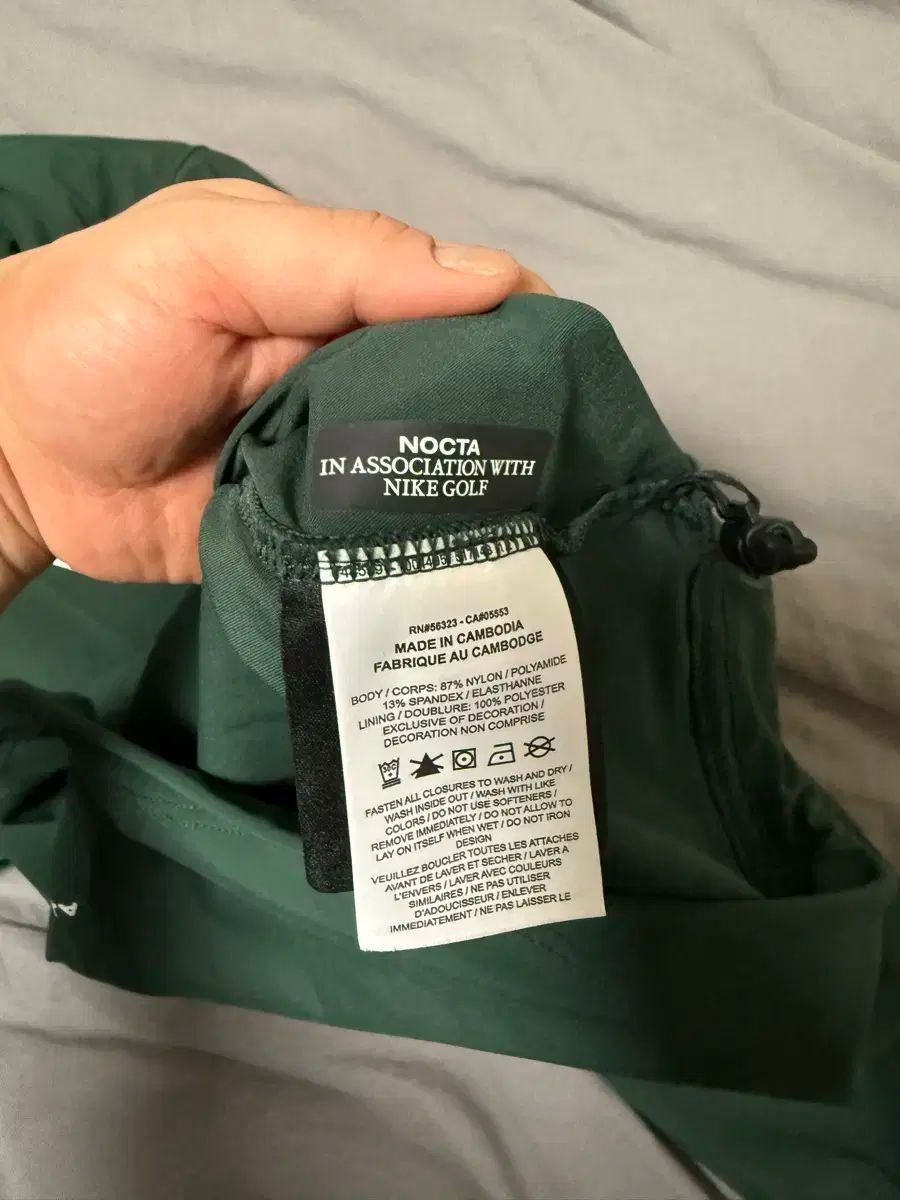 NOCTA
IN ASSOCIATION WITH
NIKE GOLF
RN#56323 - CA#05553
MADE IN CAMBODIA
FABRIQUE AU CAMBODGE
BODY / CORPS: 87% NYLON / POLYAMIDE
13% SPANDEX / ELASTHANNE
LINING / DOUBLURE: 100% POLYESTER
EXCLUSIVE OF DECORATION /
DECORATION NON COMPRISE
30C
FASTEN ALL CLOSURES TO WASH AND DRY /
WASH INSIDE OUT / WASH WITH LIKE
COLORS / DO NOT USE SOFTENERS /
REMOVE IMMEDIATELY / DO NOT ALLOW TO
LAY ON ITSELF WHEN WET / DO NOT IRON
DESIGN
VEUILLEZ BOUCLER TOUTES LES ATTACHES
AVANT DE LAVER ET SECHER / LAVER A
L'ENVERS / LAVER AVEC COULEURS
SIMILAIRES / NE PAS UTILISER
D'ADOUCISSEUR / ENLEVER
IMMEDIATEMENT / NE PAS LAISSER LE